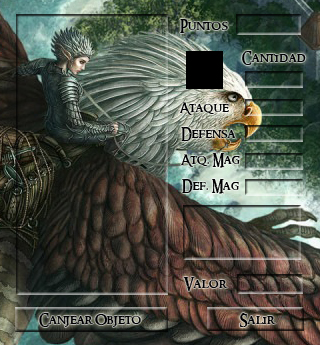 Puntos
Cantidad
Ataque
Defensa
Atq. Mag
Def. Mag
Valor
Canjear Objeto
Salir